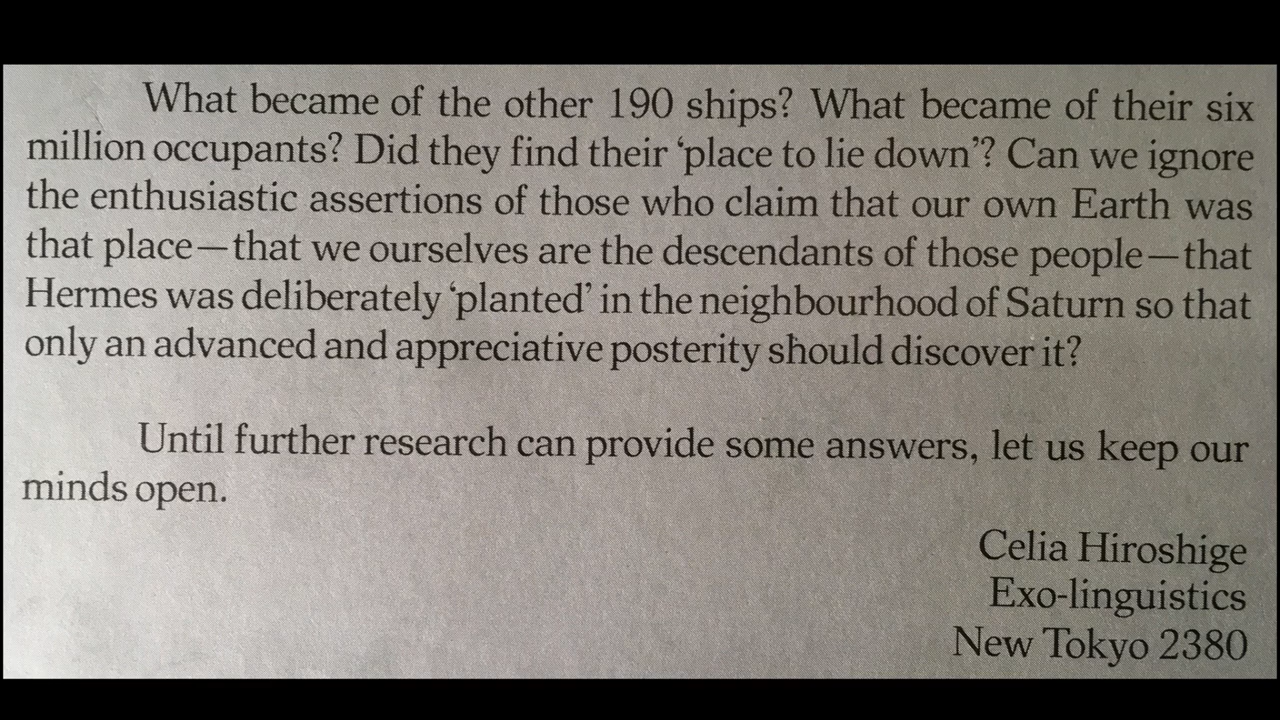 What became of the other 190 ships? What became of their six
million occupants? Did they find their ‘place to lie down’? Can we ignore
the enthusiastic assertions of those who claim that our own Earth was
that place—that we ourselves are the descendants of those people—that
Hermes was deliberately ‘planted’ in the neighbourhood of Saturn so that
only an advanced and appreciative posterity should discover it?
Until further research can provide some answers, let us keep our
minds open.
Celia Hiroshige
Exo-linguistics
New Tokyo 2380